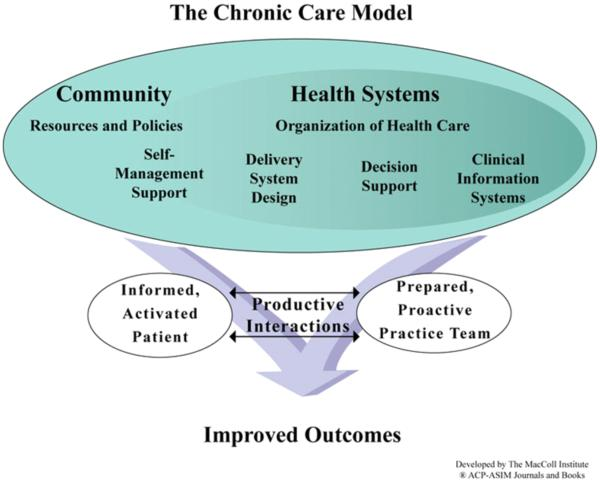 The Chronic Care Model
Community
Health Systems
Resources and Policies
Organization of Health Care
Self-
Management
Support
Delivery
System
Design
Decision
Support
Clinical
Information
Systems
Informed,
Activated
Patient
Productive
Interactions
Prepared,
Proactive
Practice Team
Improved Outcomes
Developed by The MacColl Institute
® ACP-ASIM Journals and Books